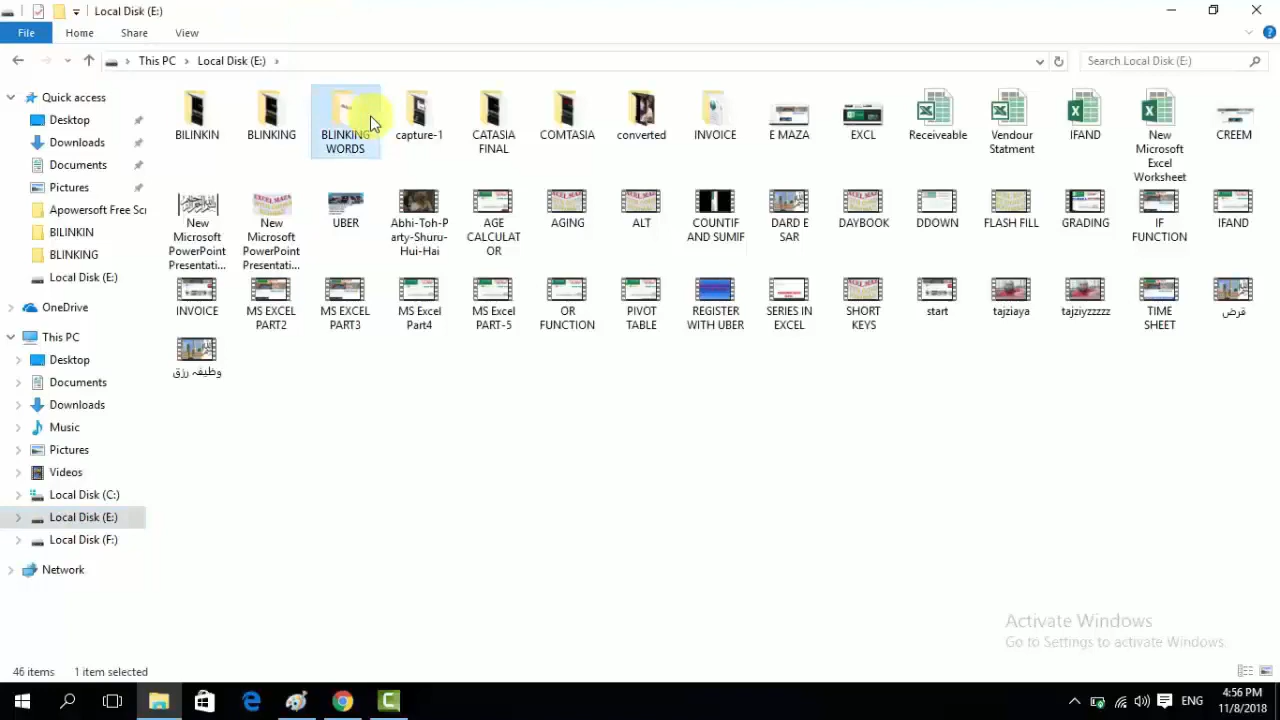 Local Disk (E:)
File Home Share View
This PC Local Disk (E:) Search Local Disk (E:)
Quick access
Desktop
Downloads
Documents
Pictures
Apowersoft Free Scr
BILINKIN
BLINKING
Local Disk (E:)
OneDrive
This PC
Desktop
Documents
Downloads
Music
Pictures
Videos
Local Disk (C:)
Local Disk (E:)
Local Disk (F:)
Network
BILINKIN
BLINKING
BLINKING
WORDS
capture-1
CATASIA
FINAL
COMTASIA
converted
INVOICE
E MAZA
EXCL
Receiveable
Vendour
Statment
IFAND
New
Microsoft
Excel
Worksheet
CREEM
New
Microsoft
PowerPoint
Presentati...
New
Microsoft
PowerPoint
Presentati...
UBER
Abhi-Toh-P
arty-Shuru-
Hui-Hai
AGE
CALCULAT
OR
AGING
ALT
COUNTIF
AND SUMIF
DARD E
SAR
DAYBOOK
DDOWN
FLASH FILL
GRADING
IF
FUNCTION
IFAND
INVOICE
MS EXCEL
PART2
MS EXCEL
PART3
MS Excel
Part4
MS Excel
PART-5
OR
FUNCTION
PIVOT
TABLE
REGISTER
WITH UBER
SERIES IN
EXCEL
SHORT
KEYS
start
tajziaya
tajziyzzzzz
TIME
SHEET
قرض
وظیفہ رزق
Activate Windows
Go to Settings to activate Windows.
46 items 1 item selected
ENG
4:56 PM
11/8/2018